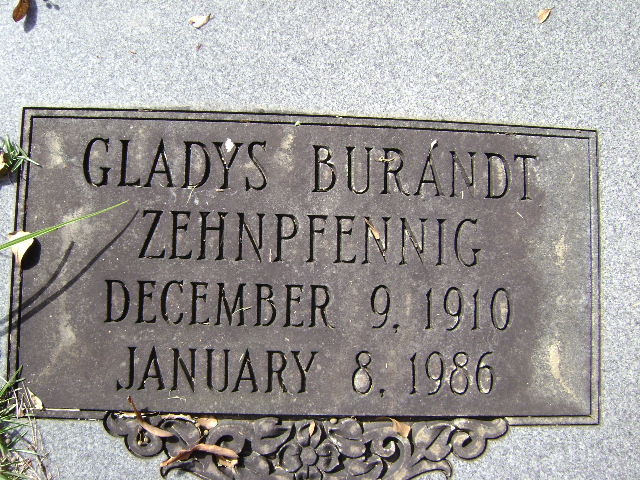 GLADYS BURANDT
ZEHNPFENNIG
DECEMBER 9, 1910
JANUARY 8, 1986